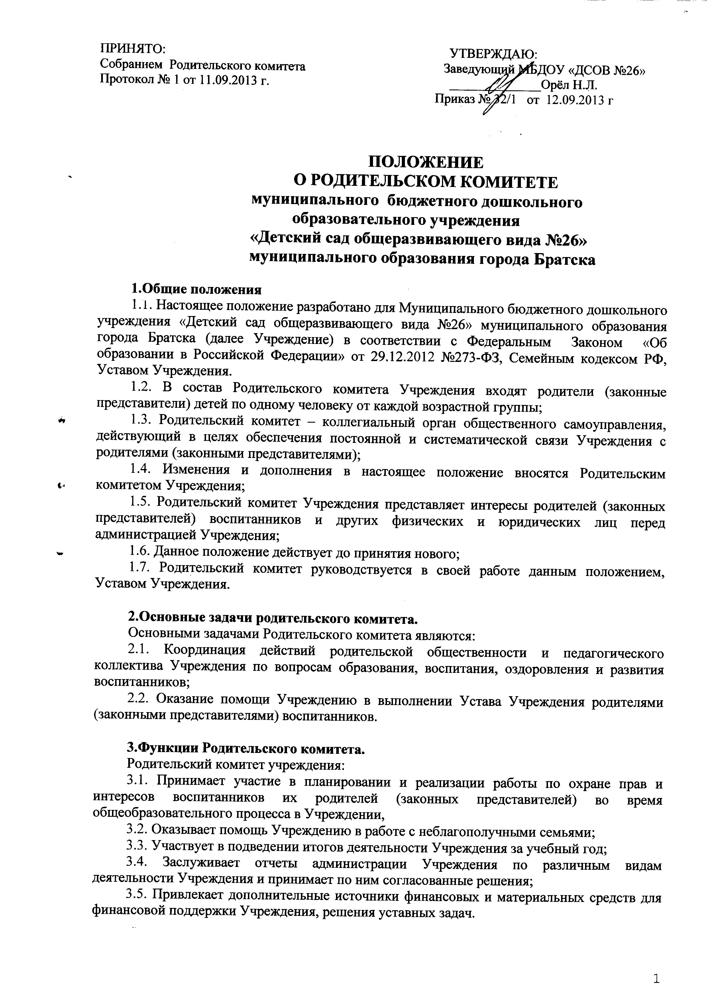 ПРИНЯТО:
Собранием Родительского комитета
Протокол № 1 от 11.09.2013 г.
УТВЕРЖДАЮ:
Заведующий МБДОУ «ДСОВ №26»
______________Орёл Н.Л.
Приказ № 32/1 от 12.09.2013 г
ПОЛОЖЕНИЕ
О РОДИТЕЛЬСКОМ КОМИТЕТЕ
муниципального бюджетного дошкольного
образовательного учреждения
«Детский сад общеразвивающего вида №26»
муниципального образования города Братска
1.Общие положения
1.1. Настоящее положение разработано для Муниципального бюджетного дошкольного
учреждения «Детский сад общеразвивающего вида №26» муниципального образования
города Братска (далее Учреждение) в соответствии с Федеральным Законом «Об
образовании в Российской Федерации» от 29.12.2012 №273-ФЗ, Семейным кодексом РФ,
Уставом Учреждения.
1.2. В состав Родительского комитета Учреждения входят родители (законные
представители) детей по одному человеку от каждой возрастной группы;
1.3. Родительский комитет – коллегиальный орган общественного самоуправления,
действующий в целях обеспечения постоянной и систематической связи Учреждения с
родителями (законными представителями);
1.4. Изменения и дополнения в настоящее положение вносятся Родительским
комитетом Учреждения;
1.5. Родительский комитет Учреждения представляет интересы родителей (законных
представителей) воспитанников и других физических и юридических лиц перед
администрацией Учреждения;
1.6. Данное положение действует до принятия нового;
1.7. Родительский комитет руководствуется в своей работе данным положением,
Уставом Учреждения.
2.Основные задачи родительского комитета.
Основными задачами Родительского комитета являются:
2.1. Координация действий родительской общественности и педагогического
коллектива Учреждения по вопросам образования, воспитания, оздоровления и развития
воспитанников;
2.2. Оказание помощи Учреждению в выполнении Устава Учреждения родителями
(законными представителями) воспитанников.
3.Функции Родительского комитета.
Родительский комитет учреждения:
3.1. Принимает участие в планировании и реализации работы по охране прав и
интересов воспитанников их родителей (законных представителей) во время
общеобразовательного процесса в Учреждении,
3.2. Оказывает помощь Учреждению в работе с неблагополучными семьями;
3.3. Участвует в подведении итогов деятельности Учреждения за учебный год;
3.4. Заслуживает отчеты администрации Учреждения по различным видам
деятельности Учреждения и принимает по ним согласованные решения;
3.5. Привлекает дополнительные источники финансовых и материальных средств для
финансовой поддержки Учреждения, решения уставных задач.
1